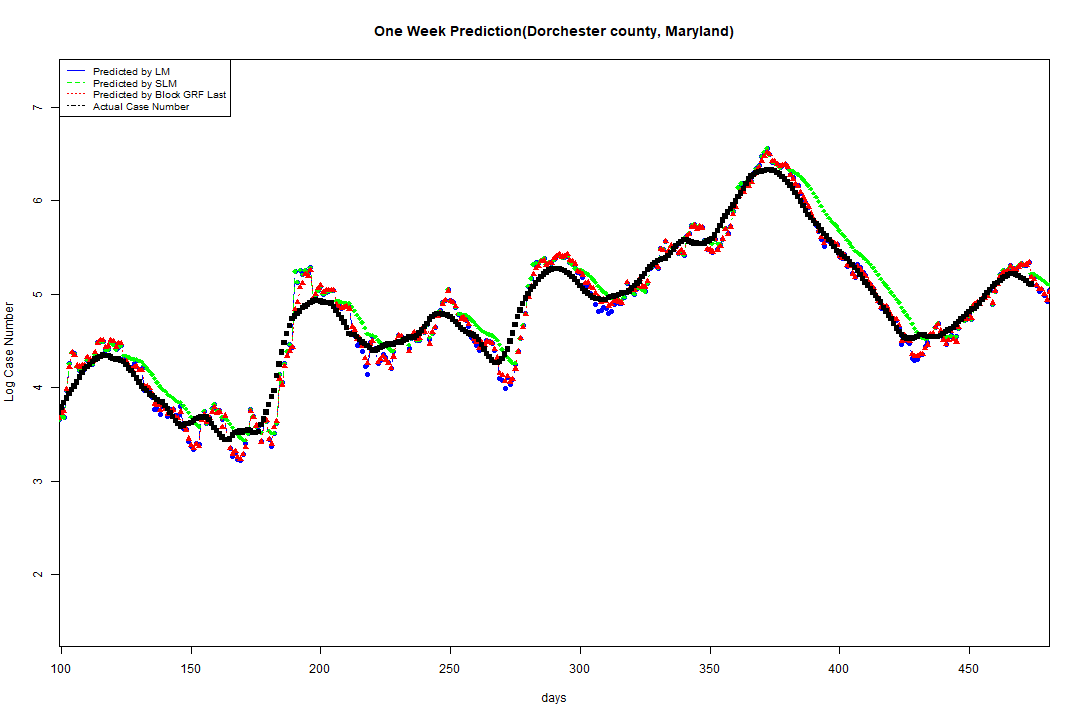 One Week Prediction(Dorchester county, Maryland)
Predicted by LM
Predicted by SLM
Predicted by Block GRF Last
Actual Case Number
Log Case Number
7
6
5
4
3
2
100 150 200 250 300 350 400 450
days